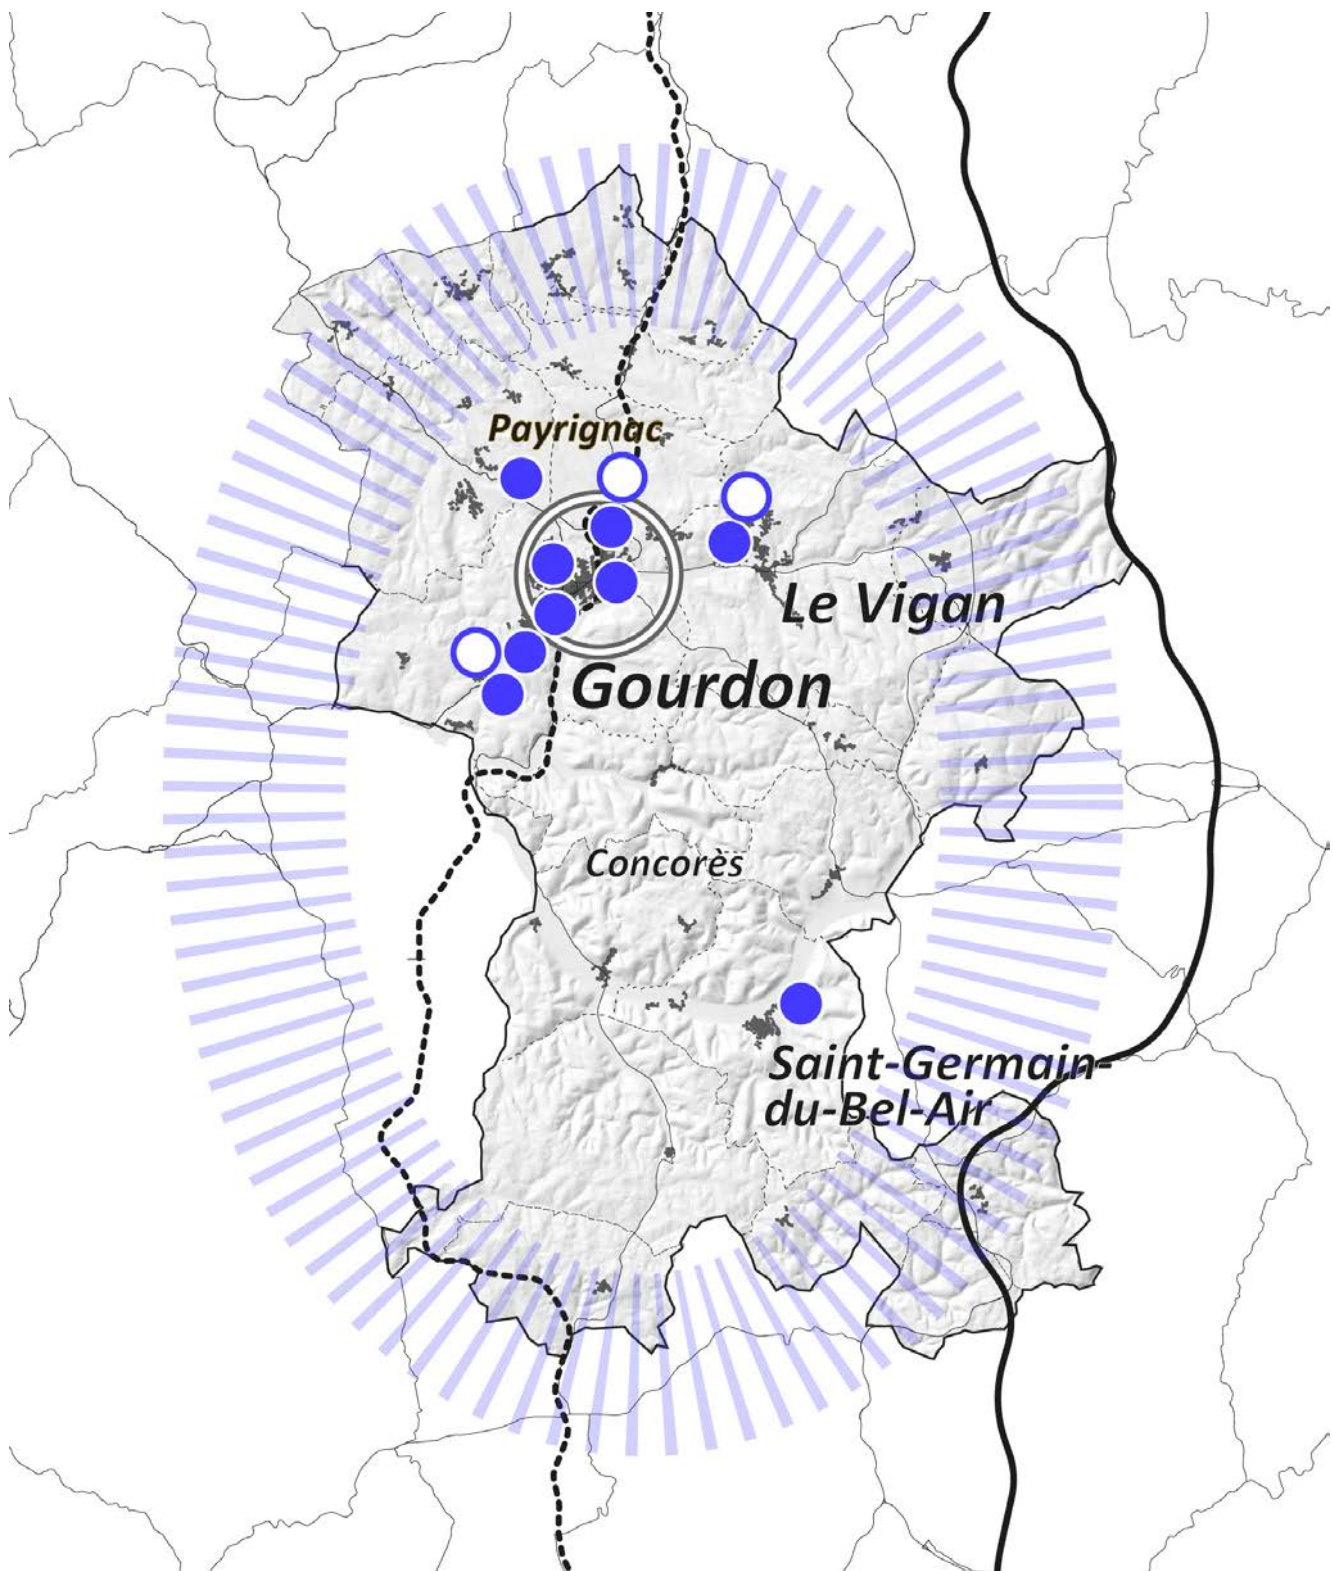 Payrignac
Le Vigan
Gourdon
Concorès
Saint-Germain-
du-Bel-Air